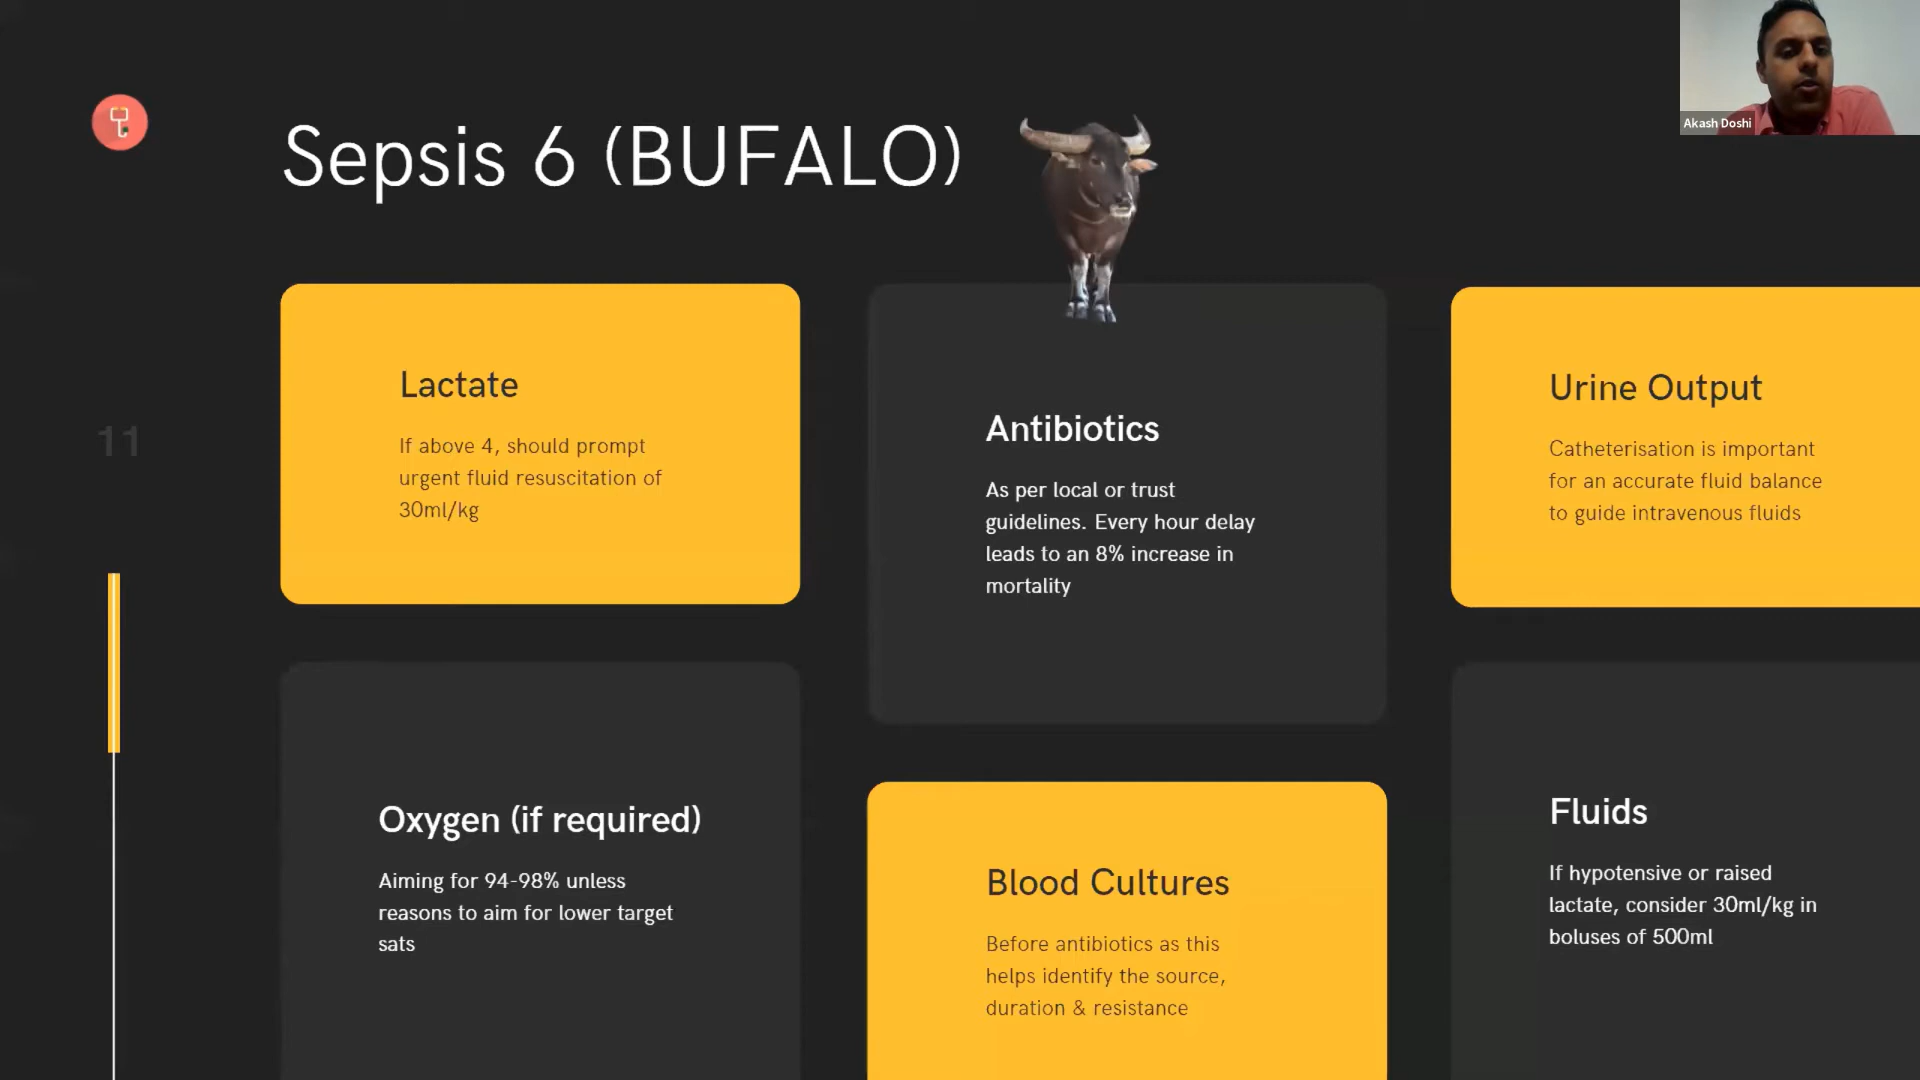 Akash Doshi
Sepsis 6 (BUFALO)
11
Lactate
If above 4, should prompt
urgent fluid resuscitation of
30ml/kg
Antibiotics
As per local or trust
guidelines. Every hour delay
leads to an 8% increase in
mortality
Urine Output
Catheterisation is important
for an accurate fluid balance
to guide intravenous fluids
Oxygen (if required)
Aiming for 94-98% unless
reasons to aim for lower target
sats
Blood Cultures
Before antibiotics as this
helps identify the source,
duration & resistance
Fluids
If hypotensive or raised
lactate, consider 30ml/kg in
boluses of 500ml